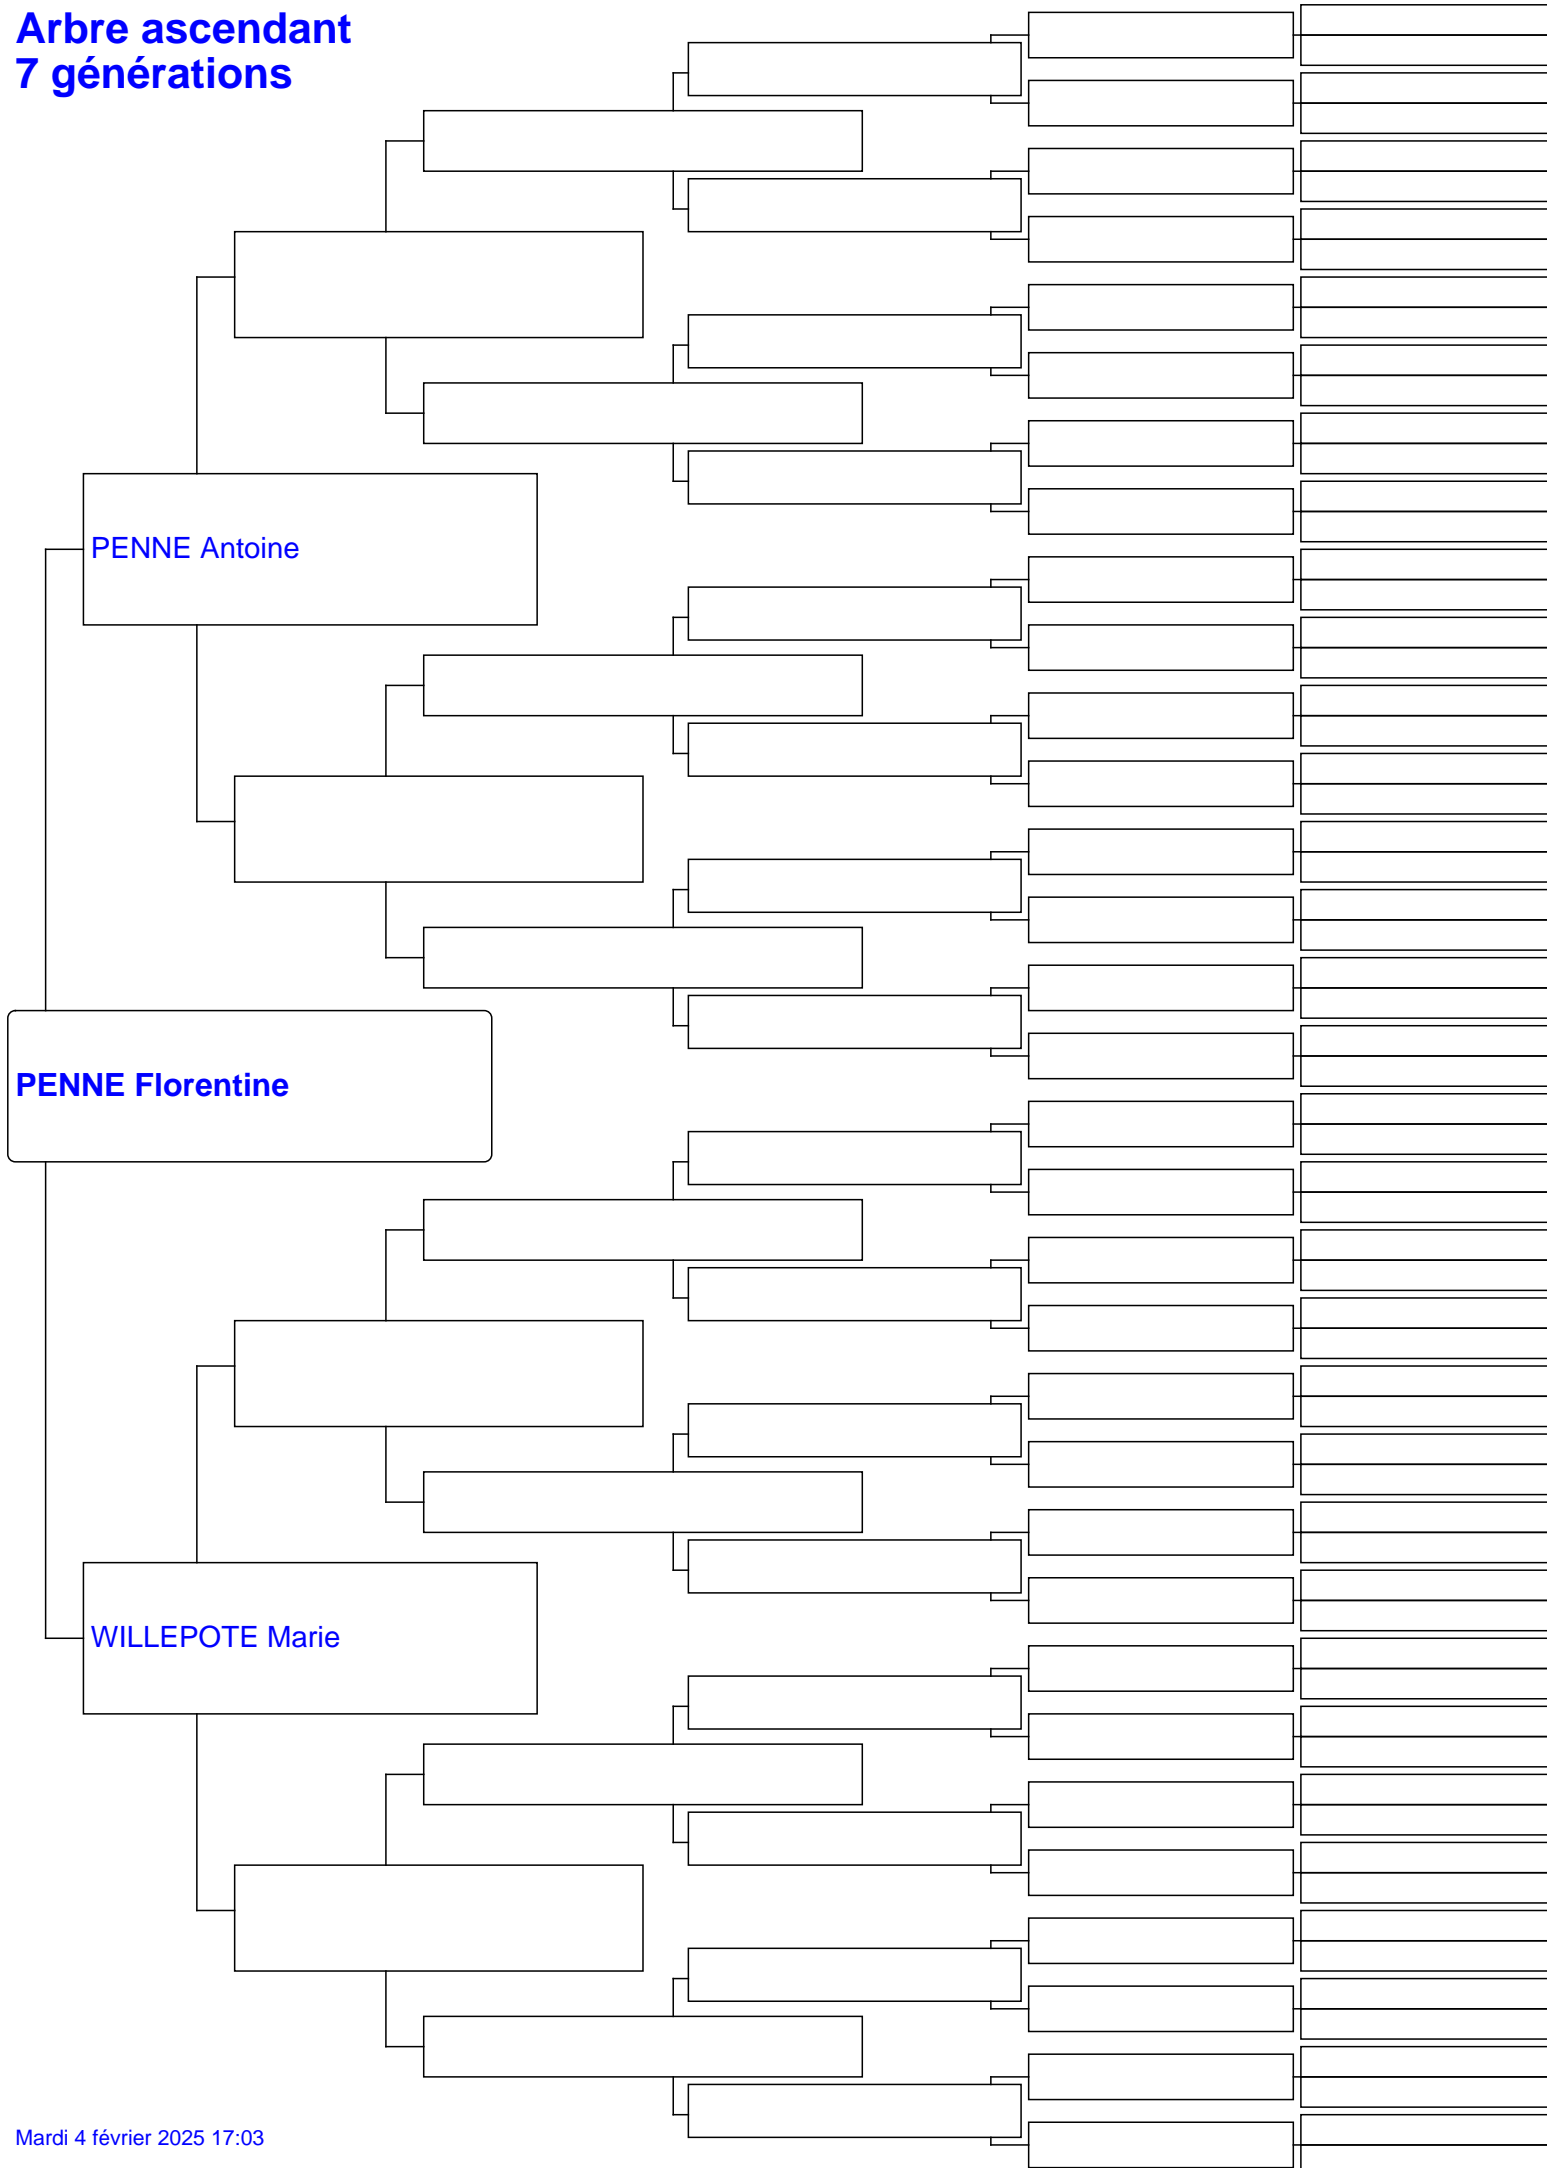 Arbre ascendant
7 générations
PENNE Antoine
PENNE Florentine
WILLEPOTE Marie
Mardi 4 février 2025 17:03